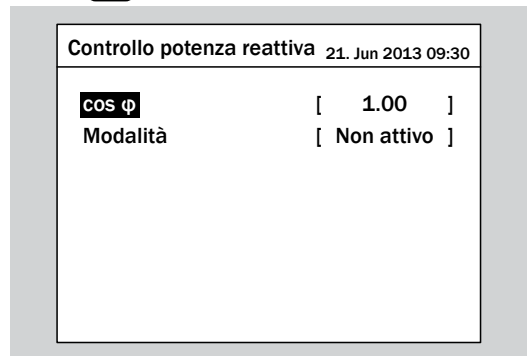 Controllo potenza reattiva 21. Jun 2013 09:30
cos φ [ 1.00 ]
Modalità [ Non attivo ]